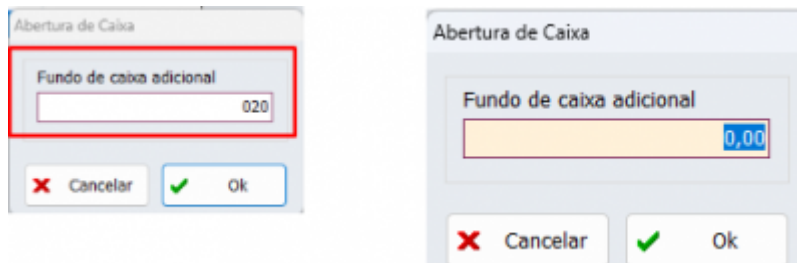 Abertura de Caixa
Fundo de caixa adicional
020
Cancelar
Ok
Abertura de Caixa
Fundo de caixa adicional
0,00
Cancelar
Ok